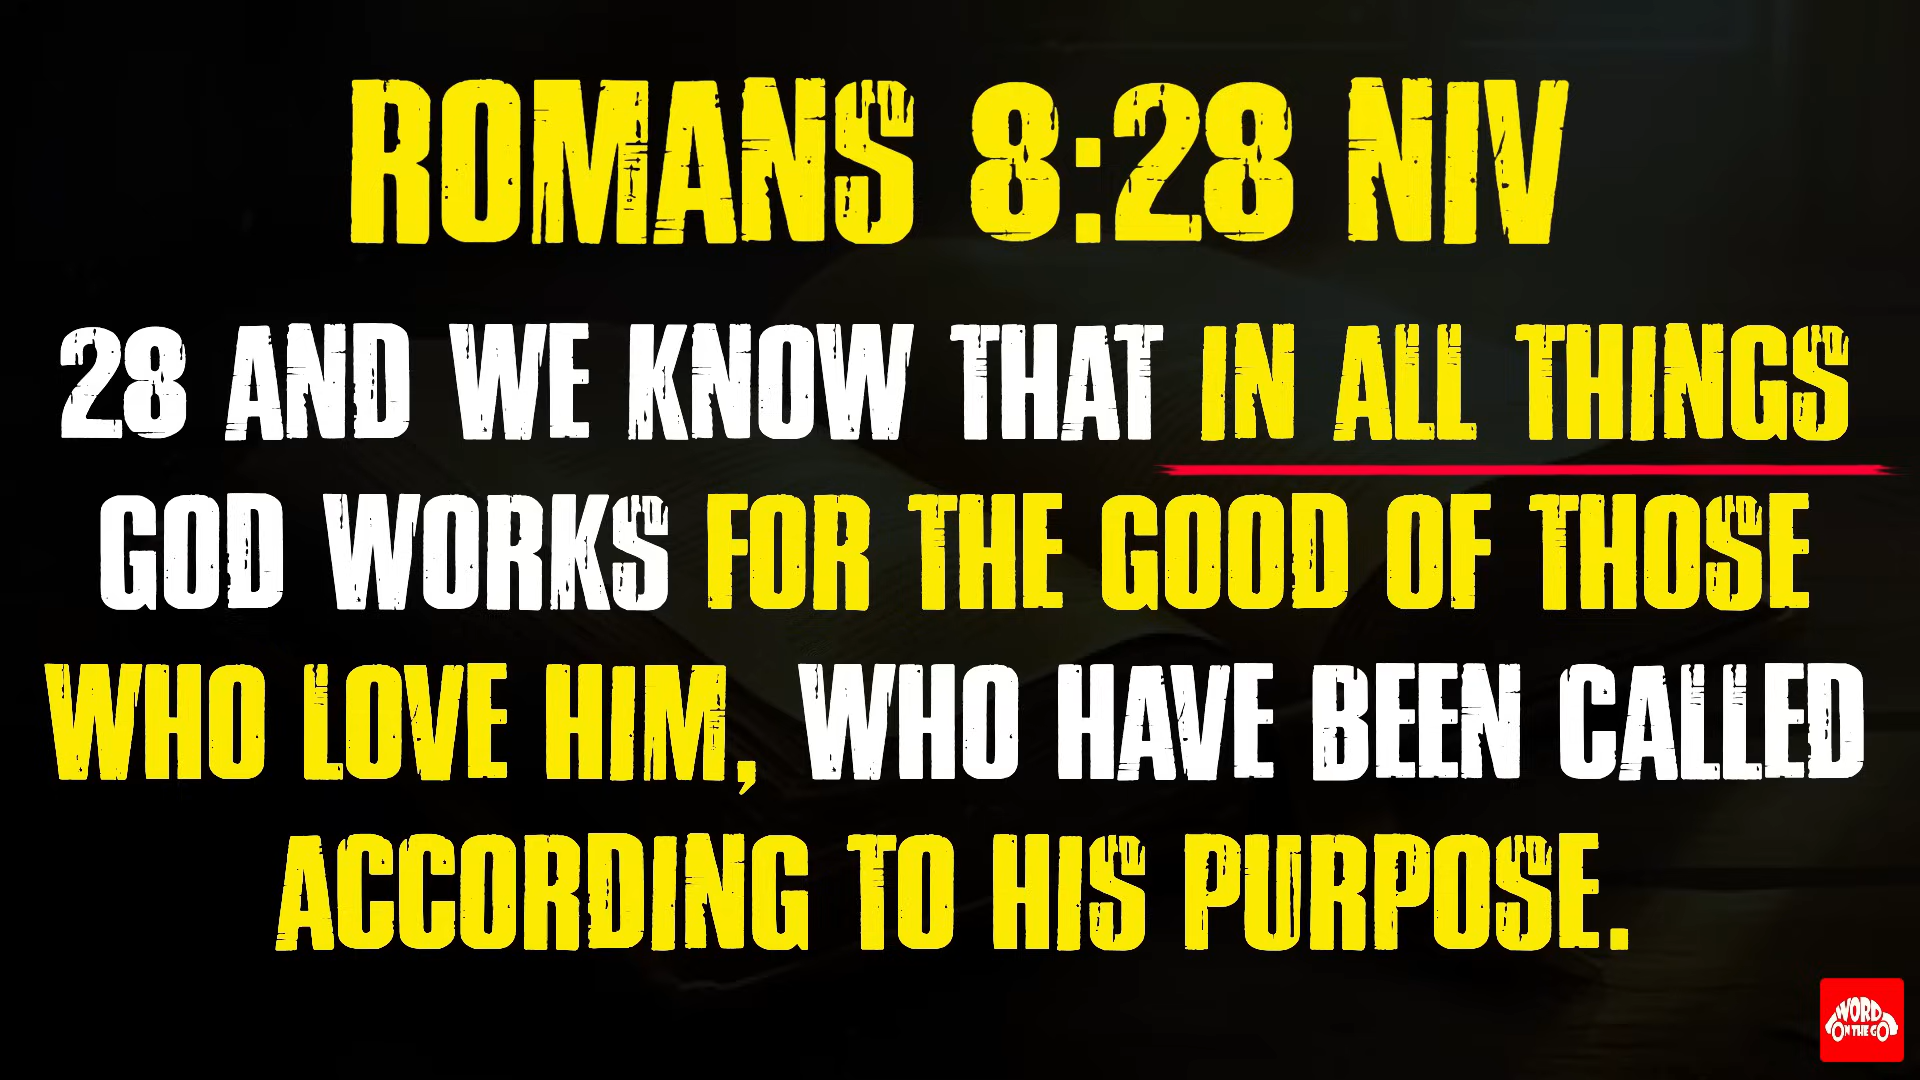 ROMANS 8:28 NIV
28 AND WE KNOW THAT IN ALL THINGS
GOD WORKS FOR THE GOOD OF THOSE
WHO LOVE HIM, WHO HAVE BEEN CALLED
ACCORDING TO HIS PURPOSE.
WORD
ON THE GO